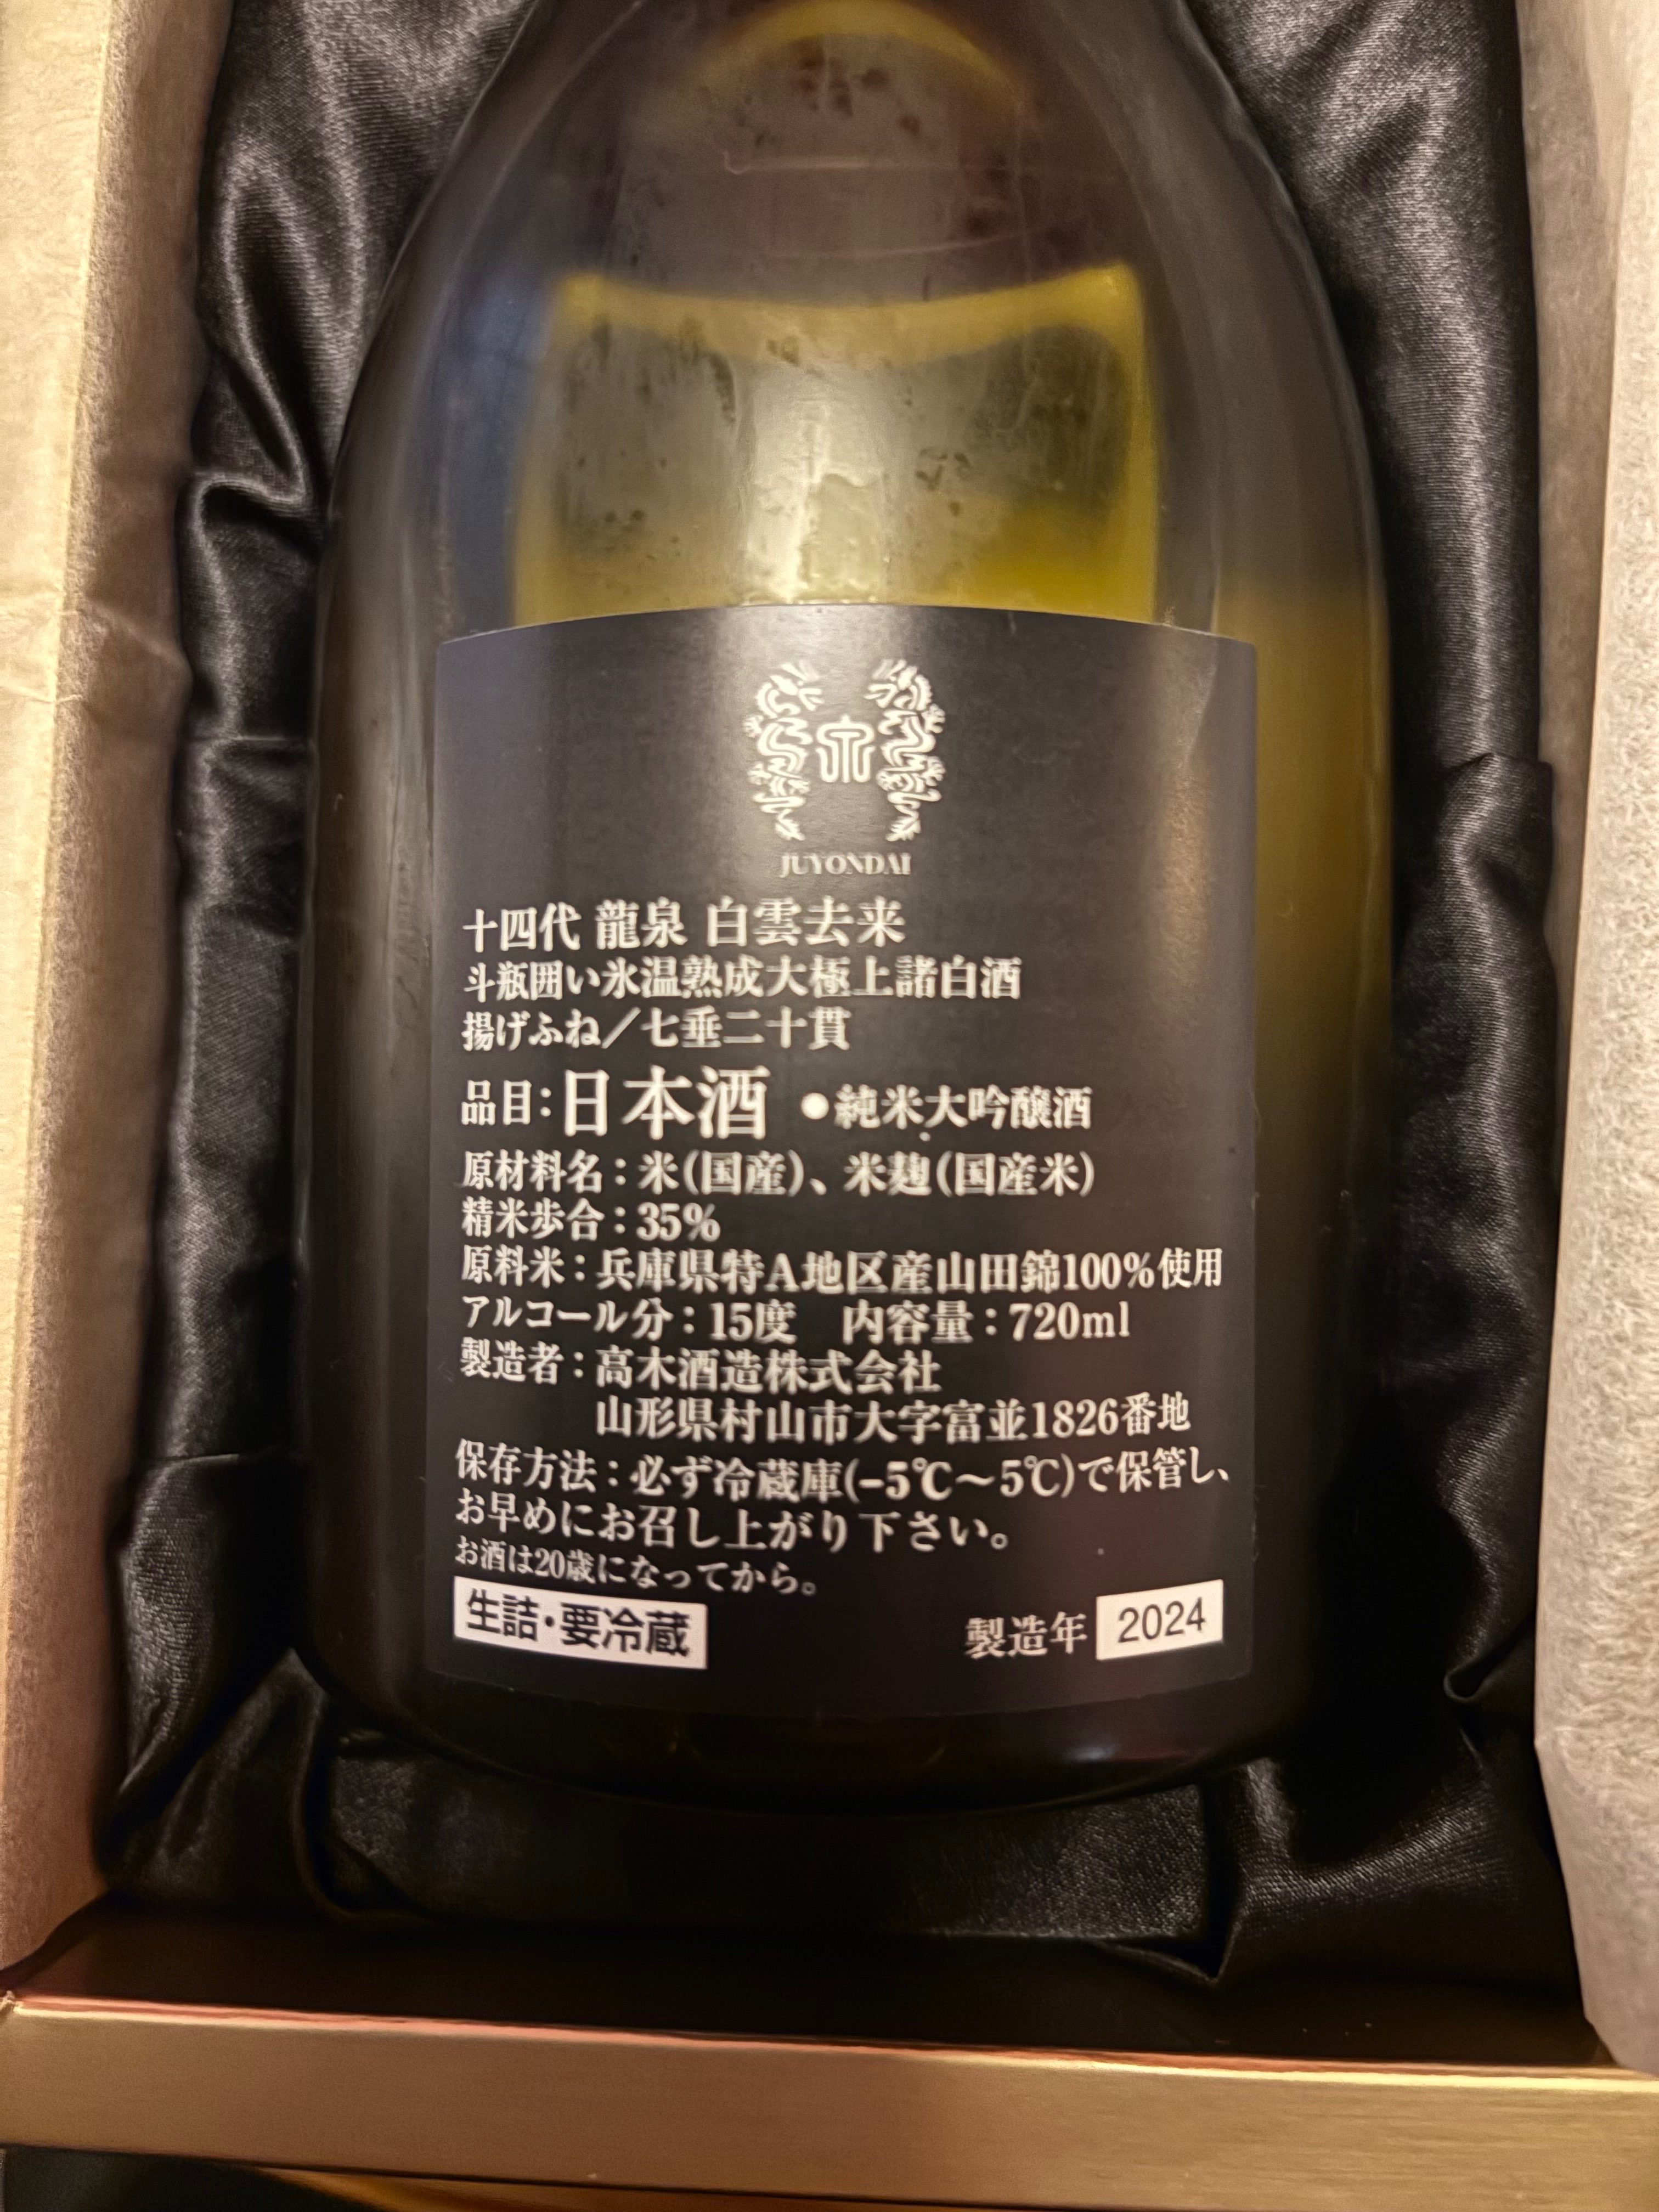 JUYONDAI
十四代 龍泉 白雲去来
斗瓶囲い氷温熟成大極上諸白酒
揚げふね／七垂二十貫
品目：日本酒 ●純米大吟醸酒
原材料名：米(国産)、米麹(国産米)
精米歩合：35%
原料米：兵庫県特A地区産山田錦100%使用
アルコール分：15度　内容量：720ml
製造者：高木酒造株式会社
山形県村山市大字富並1826番地
保存方法：必ず冷蔵庫(-5℃～5℃)で保管し、
お早めにお召し上がり下さい。
お酒は20歳になってから。
生詰・要冷蔵 製造年 2024